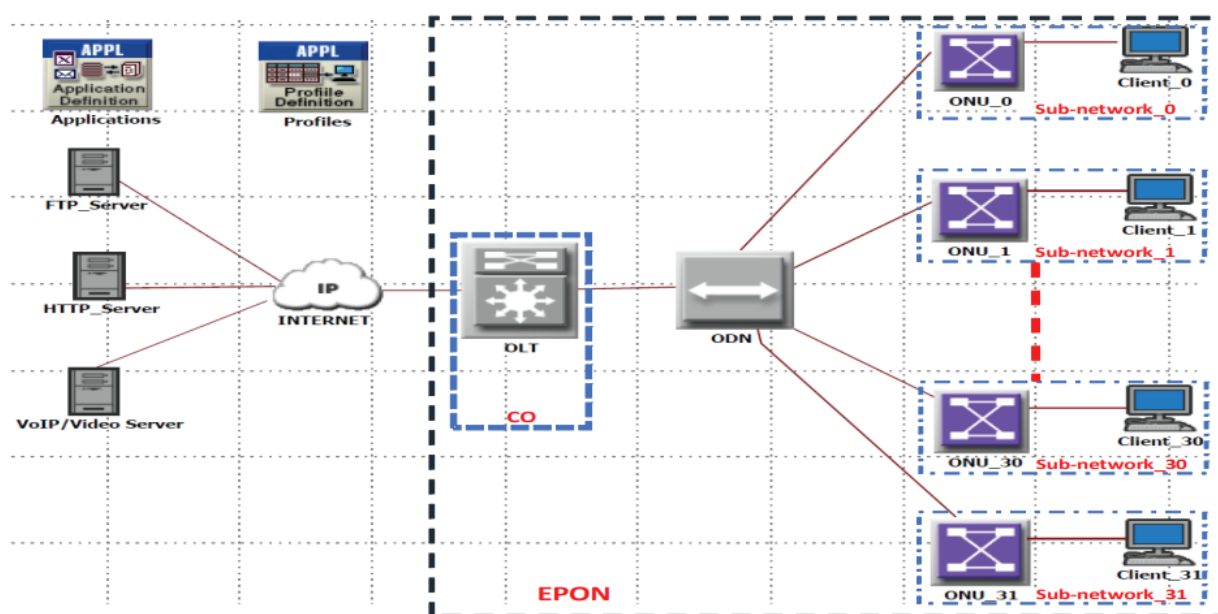 APPL
Application
Definition
Applications
APPL
Profiile
Definition
Profiles
FTP_Server
HTTP_Server
VoIP/Video Server
IP
INTERNET
OLT
CO
ODN
EPON
ONU_0
Client_0
Sub-network_0
ONU_1
Client_1
Sub-network_1
ONU_30
Client_30
Sub-network_30
ONU_31
Client_31
Sub-network_31